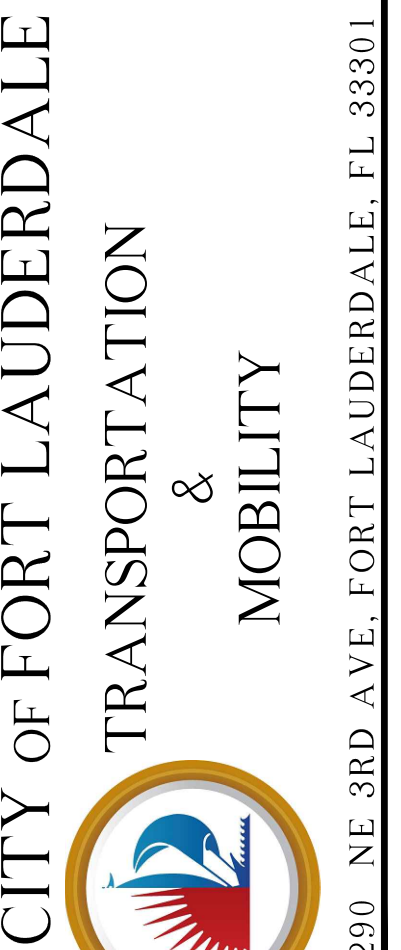 CITY OF FORT LAUDERDALE
TRANSPORTATION
&
MOBILITY
290 NE 3RD AVE, FORT LAUDERDALE, FL 33301